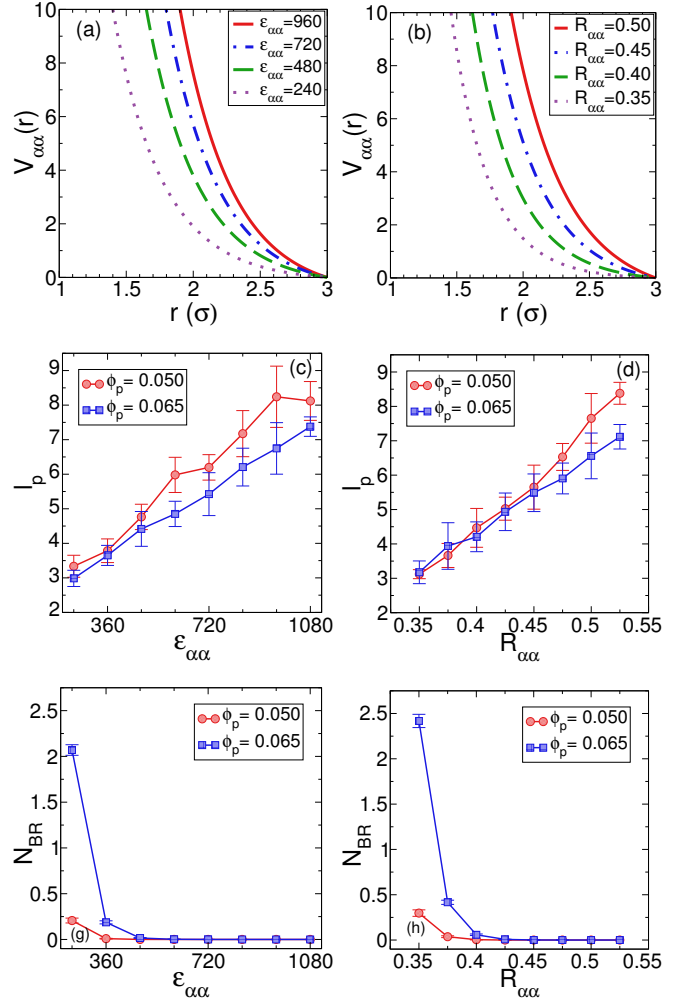 (a)
ε_αα=960
ε_αα=720
ε_αα=480
ε_αα=240
V_αα(r)
10
8
6
4
2
0
1 1.5 2 2.5 3
r (σ)
(b)
R_αα=0.50
R_αα=0.45
R_αα=0.40
R_αα=0.35
V_αα(r)
10
8
6
4
2
0
1 1.5 2 2.5 3
r (σ)
(c)
ϕ_p = 0.050
ϕ_p = 0.065
l_p
9
8
7
6
5
4
3
2
360 720 1080
ε_αα
(d)
ϕ_p = 0.050
ϕ_p = 0.065
l_p
9
8
7
6
5
4
3
2
0.35 0.4 0.45 0.5 0.55
R_αα
ϕ_p = 0.050
ϕ_p = 0.065
N_BR
2.5
2
1.5
1
0.5
0
(g)
360 720 1080
ε_αα
ϕ_p = 0.050
ϕ_p = 0.065
N_BR
2.5
2
1.5
1
0.5
0
(h)
0.35 0.4 0.45 0.5 0.55
R_αα